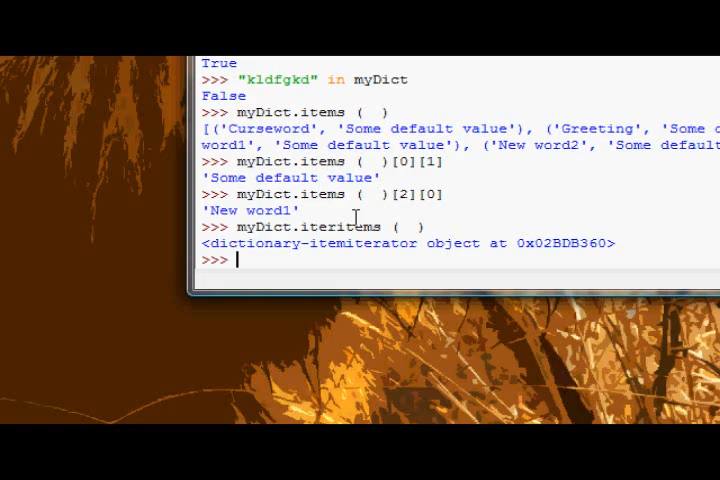 True
>>> "kldfgkd" in myDict
False
>>> myDict.items (  )
[('Curseword', 'Some default value'), ('Greeting', 'Some
word1', 'Some default value'), ('New word2', 'Some default
>>> myDict.items (  )[0][1]
'Some default value'
>>> myDict.items (  )[2][0]
'New word1'
>>> myDict.iteritems (  )
<dictionary-itemiterator object at 0x02BDB360>
>>>